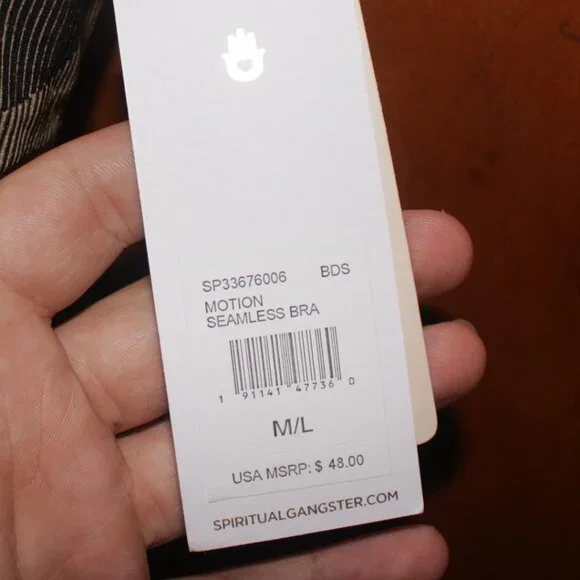 SP33676006 BDS
MOTION
SEAMLESS BRA
1 91141 47736 0
M/L
USA MSRP: $ 48.00
SPIRITUALGANGSTER.COM